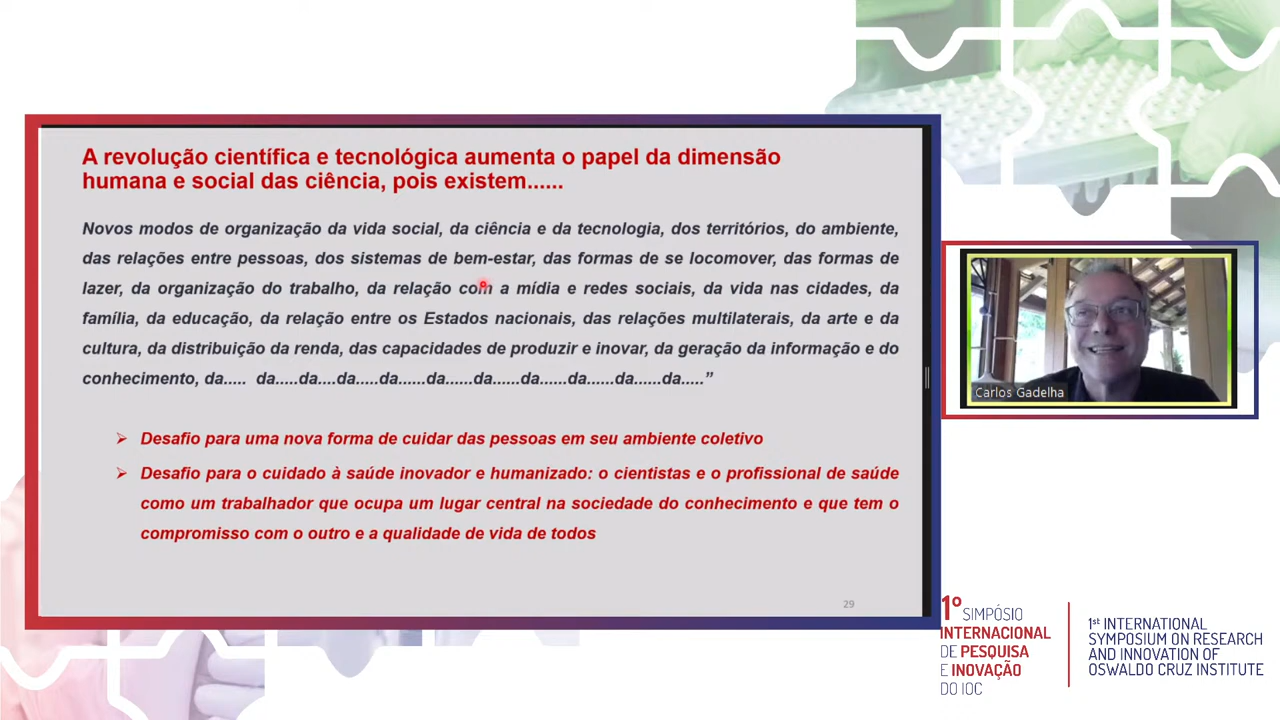 A revolução científica e tecnológica aumenta o papel da dimensão
humana e social das ciência, pois existem......
Novos modos de organização da vida social, da ciência e da tecnologia, dos territórios, do ambiente,
das relações entre pessoas, dos sistemas de bem-estar, das formas de se locomover, das formas de
lazer, da organização do trabalho, da relação com a mídia e redes sociais, da vida nas cidades, da
família, da educação, da relação entre os Estados nacionais, das relações multilaterais, da arte e da
cultura, da distribuição da renda, das capacidades de produzir e inovar, da geração da informação e do
conhecimento, da..... da.....da....da.....da......da......da......da......da......da......da.....”
Desafio para uma nova forma de cuidar das pessoas em seu ambiente coletivo
Desafio para o cuidado à saúde inovador e humanizado: o cientistas e o profissional de saúde
como um trabalhador que ocupa um lugar central na sociedade do conhecimento e que tem o
compromisso com o outro e a qualidade de vida de todos
29
Carlos Gadelha
1º SIMPÓSIO
INTERNACIONAL
DE PESQUISA
E INOVAÇÃO
DO IOC
1st INTERNATIONAL
SYMPOSIUM ON RESEARCH
AND INNOVATION OF
OSWALDO CRUZ INSTITUTE